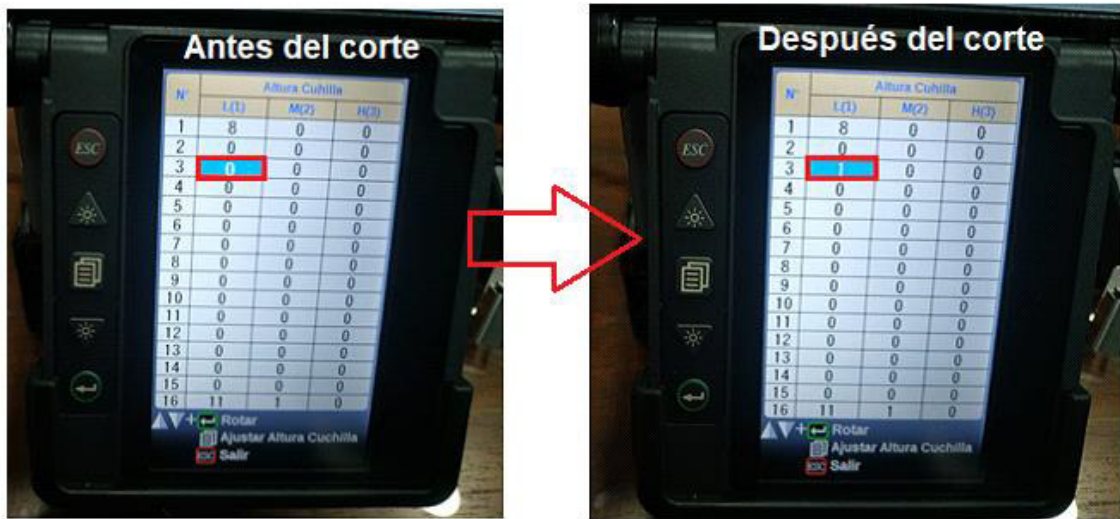 Antes del corte
N° Altura Cuhilla
L(1) M(2) H(3)
1 8 0 0
2 0 0 0
3 0 0 0
4 0 0 0
5 0 0 0
6 0 0 0
7 0 0 0
8 0 0 0
9 0 0 0
10 0 0 0
11 0 0 0
12 0 0 0
13 0 0 0
14 0 0 0
15 0 0 0
16 11 1 0
+ Rotar
Ajustar Altura Cuchilla
ESC Salir
ESC
Después del corte
N° Altura Cuhilla
L(1) M(2) H(3)
1 8 0 0
2 0 0 0
3 1 0 0
4 0 0 0
5 0 0 0
6 0 0 0
7 0 0 0
8 0 0 0
9 0 0 0
10 0 0 0
11 0 0 0
12 0 0 0
13 0 0 0
14 0 0 0
15 0 0 0
16 11 1 0
+ Rotar
Ajustar Altura Cuchilla
ESC Salir
ESC